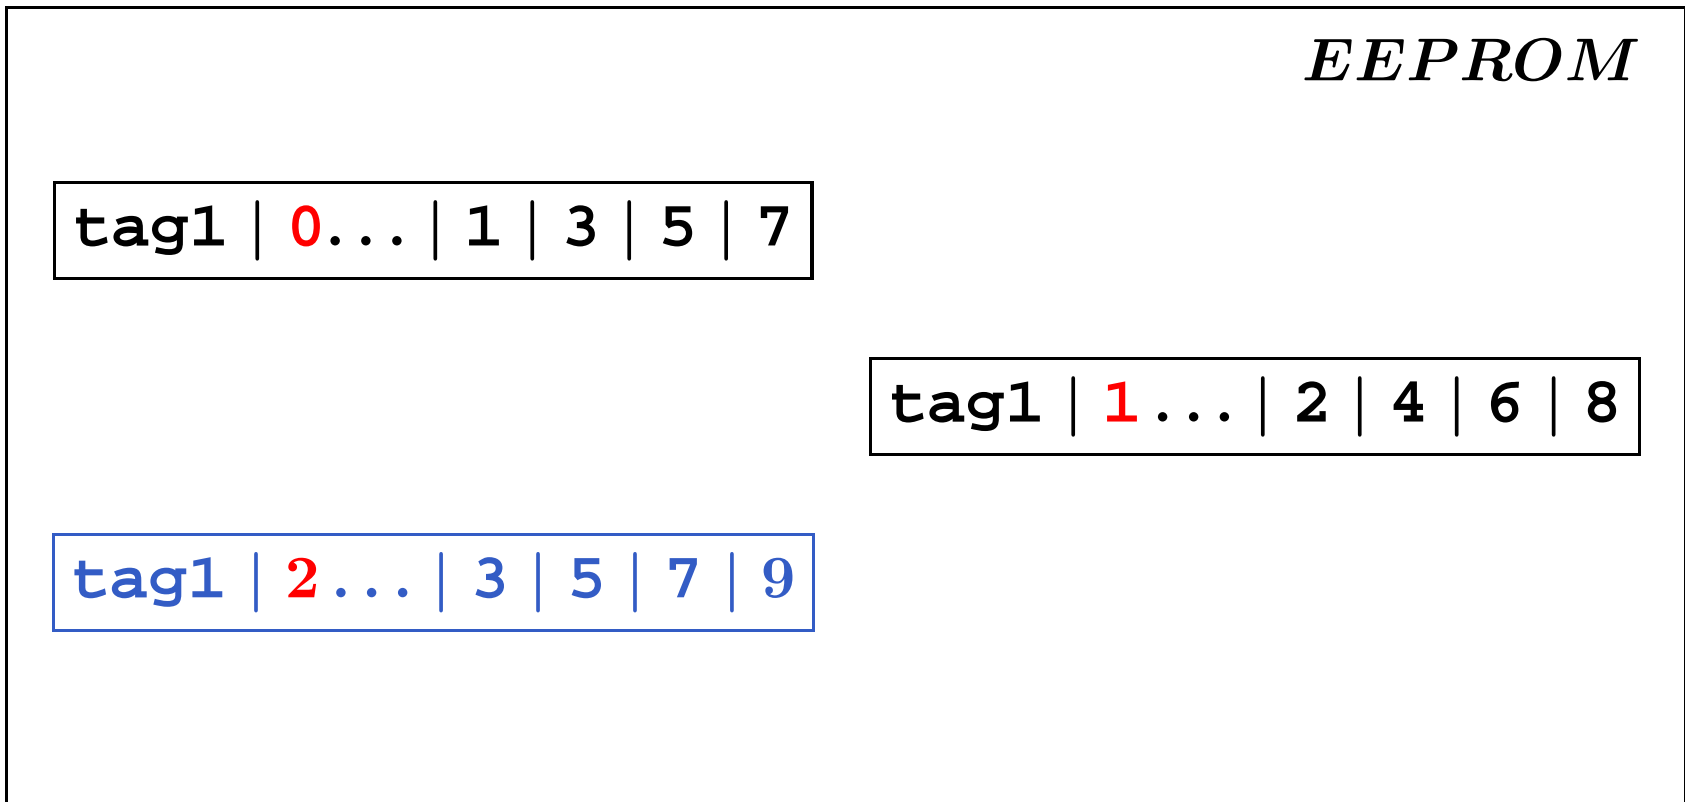 EEPROM
tag1 | 0... | 1 | 3 | 5 | 7
tag1 | 1... | 2 | 4 | 6 | 8
tag1 | 2... | 3 | 5 | 7 | 9